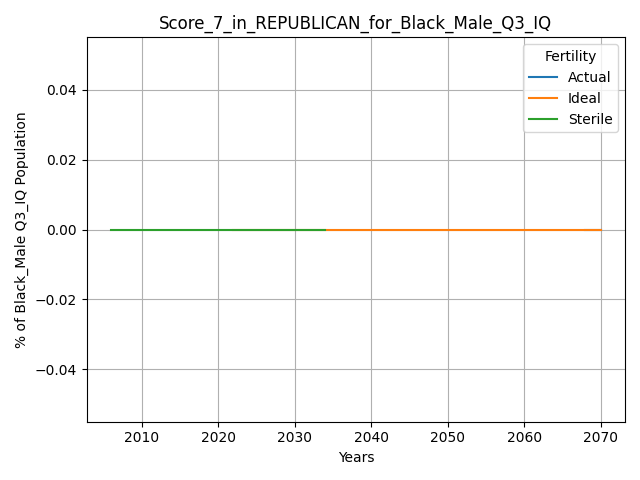 Score_7_in_REPUBLICAN_for_Black_Male_Q3_IQ
Fertility
Actual
Ideal
Sterile
% of Black_Male Q3_IQ Population
0.04
0.02
0.00
−0.02
−0.04
2010 2020 2030 2040 2050 2060 2070
Years